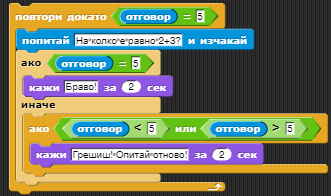 повтори докато отговор = 5
попитай На колко е равно 2+3? и изчакай
ако отговор = 5
кажи Браво! за 2 сек
иначе
ако отговор < 5 или отговор > 5
кажи Грешиш! Опитай отново! за 2 сек